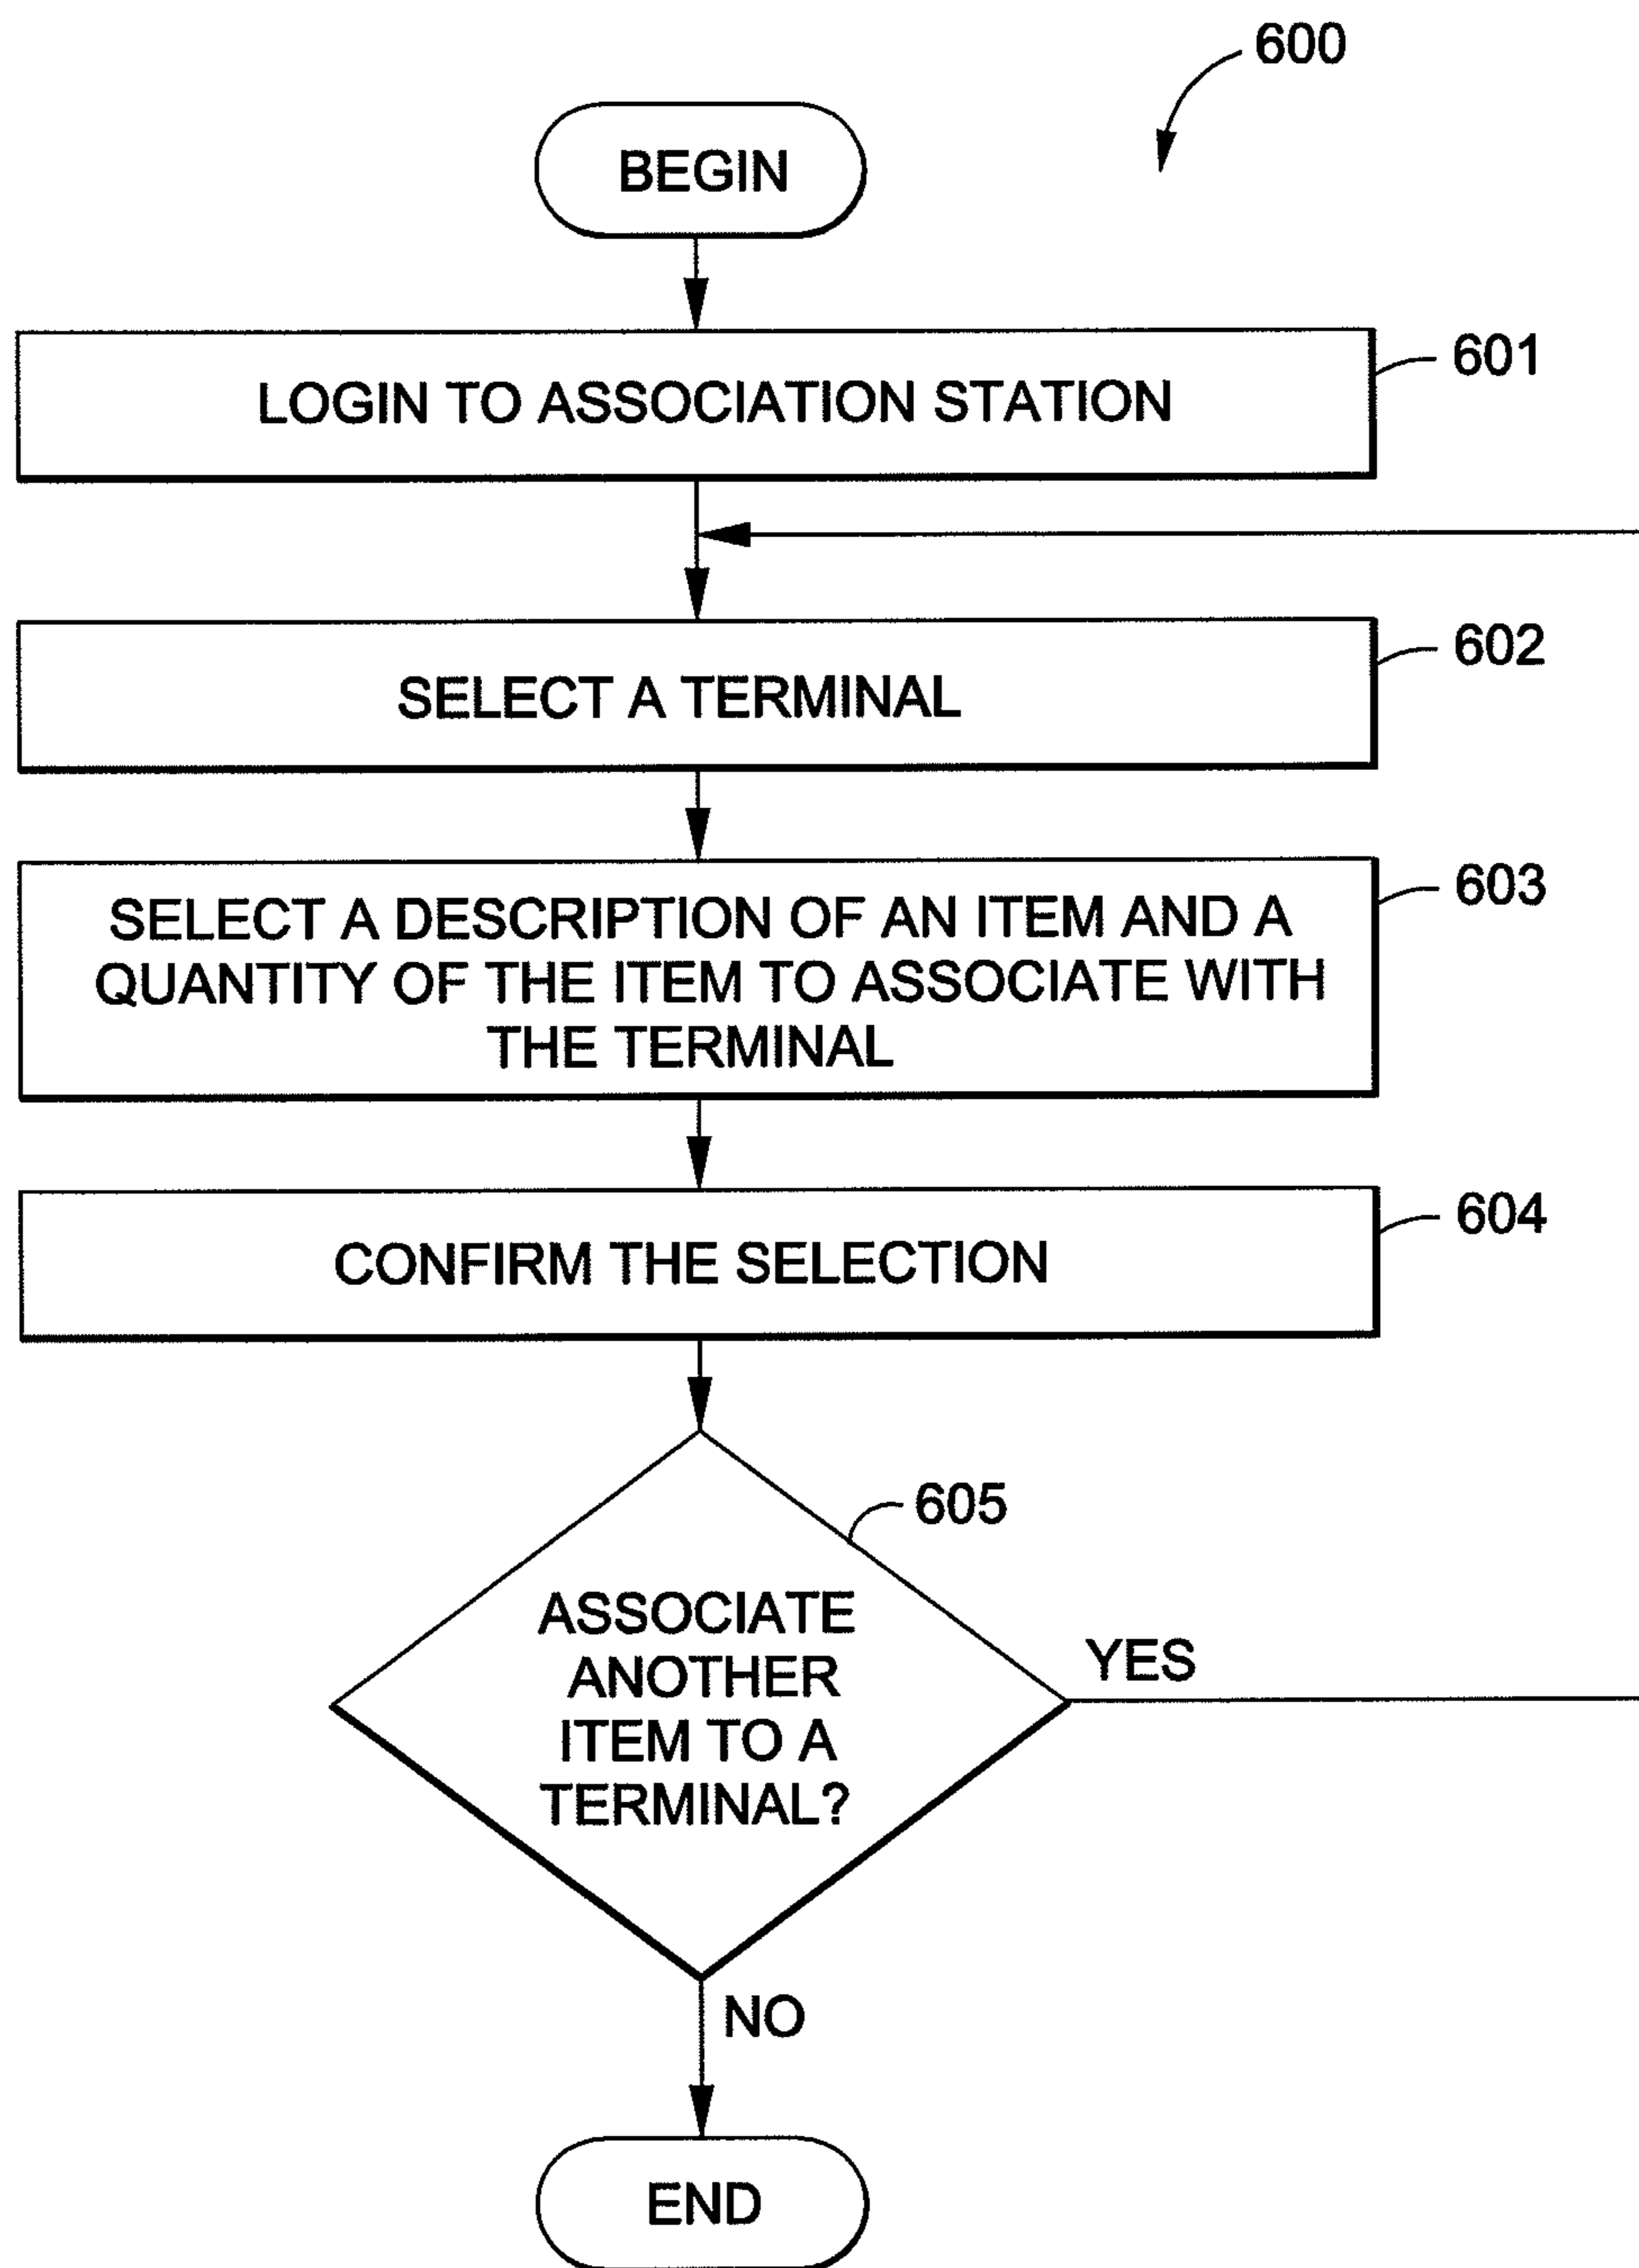 600
BEGIN
601
LOGIN TO ASSOCIATION STATION
602
SELECT A TERMINAL
603
SELECT A DESCRIPTION OF AN ITEM AND A
QUANTITY OF THE ITEM TO ASSOCIATE WITH
THE TERMINAL
604
CONFIRM THE SELECTION
605
ASSOCIATE
ANOTHER
ITEM TO A
TERMINAL?
YES
NO
END